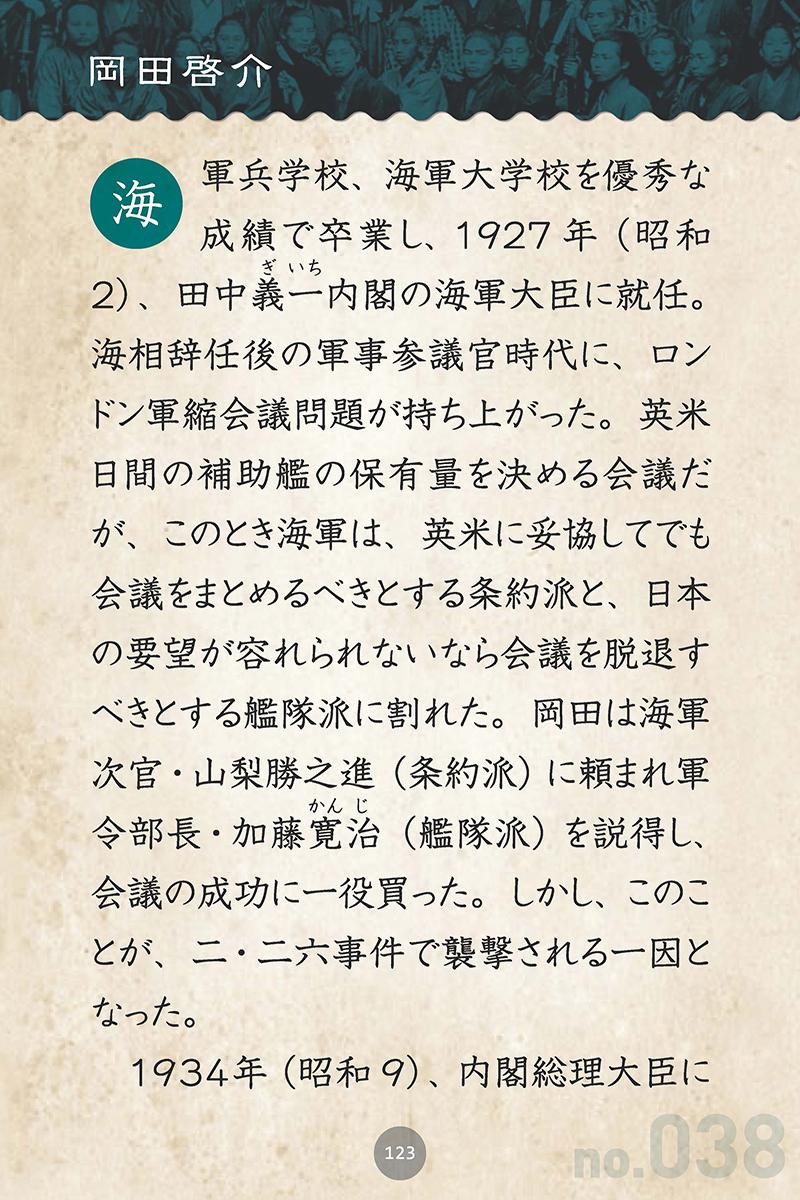 岡田啓介
海軍兵学校、海軍大学校を優秀な
成績で卒業し、1927年（昭和
ぎ いち
2）、田中義一内閣の海軍大臣に就任。
海相辞任後の軍事参議官時代に、ロン
ドン軍縮会議問題が持ち上がった。英米
日間の補助艦の保有量を決める会議だ
が、このとき海軍は、英米に妥協してでも
会議をまとめるべきとする条約派と、日本
の要望が容れられないなら会議を脱退す
べきとする艦隊派に割れた。岡田は海軍
次官・山梨勝之進（条約派）に頼まれ軍
かん じ
令部長・加藤寛治（艦隊派）を説得し、
会議の成功に一役買った。しかし、このこ
とが、二・二六事件で襲撃される一因と
なった。
1934年（昭和9）、内閣総理大臣に
123
no.038